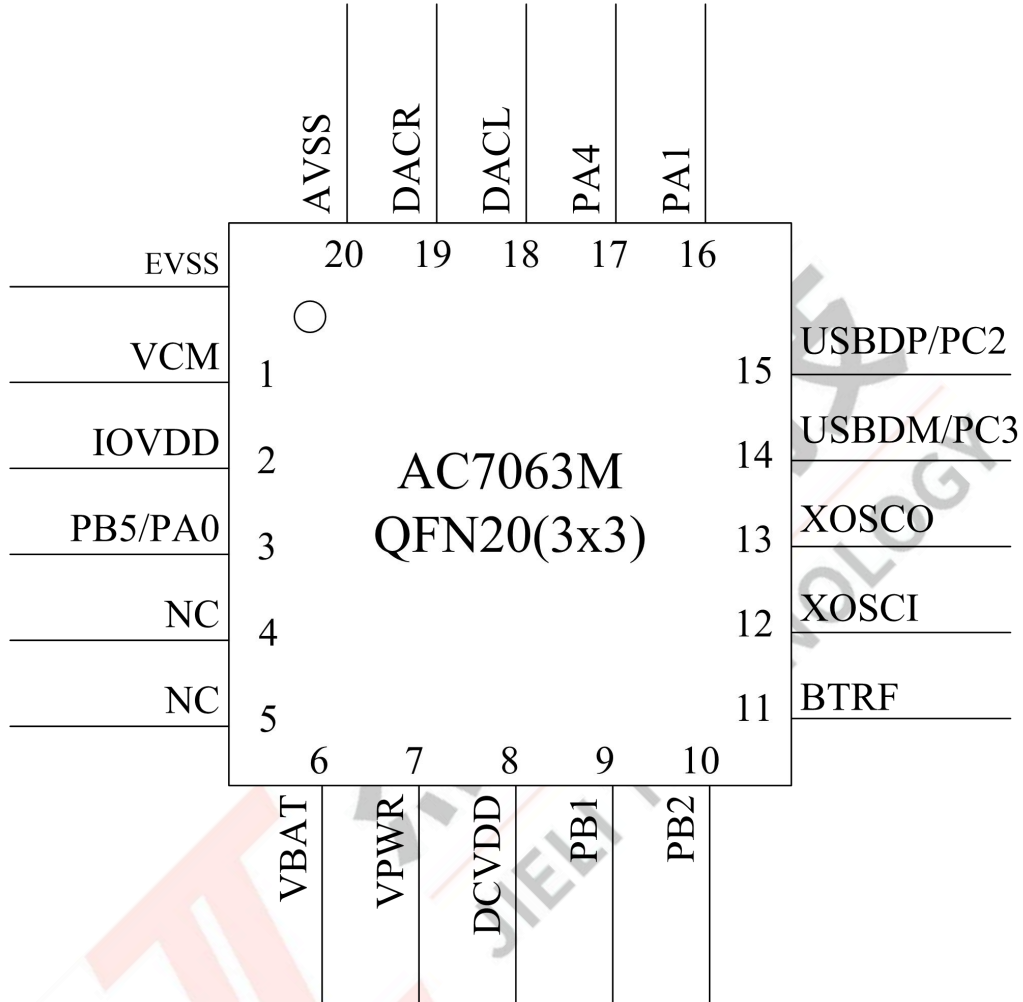 AVSS
DACR
DACL
PA4
PA1
20
19
18
17
16
EVSS
VCM
1
IOVDD
2
PB5/PA0
3
NC
4
NC
5
AC7063M
QFN20(3x3)
15
USBDP/PC2
14
USBDM/PC3
13
XOSCO
12
XOSCI
11
BTRF
6
7
8
9
10
VBAT
VPWR
DCVDD
PB1
PB2